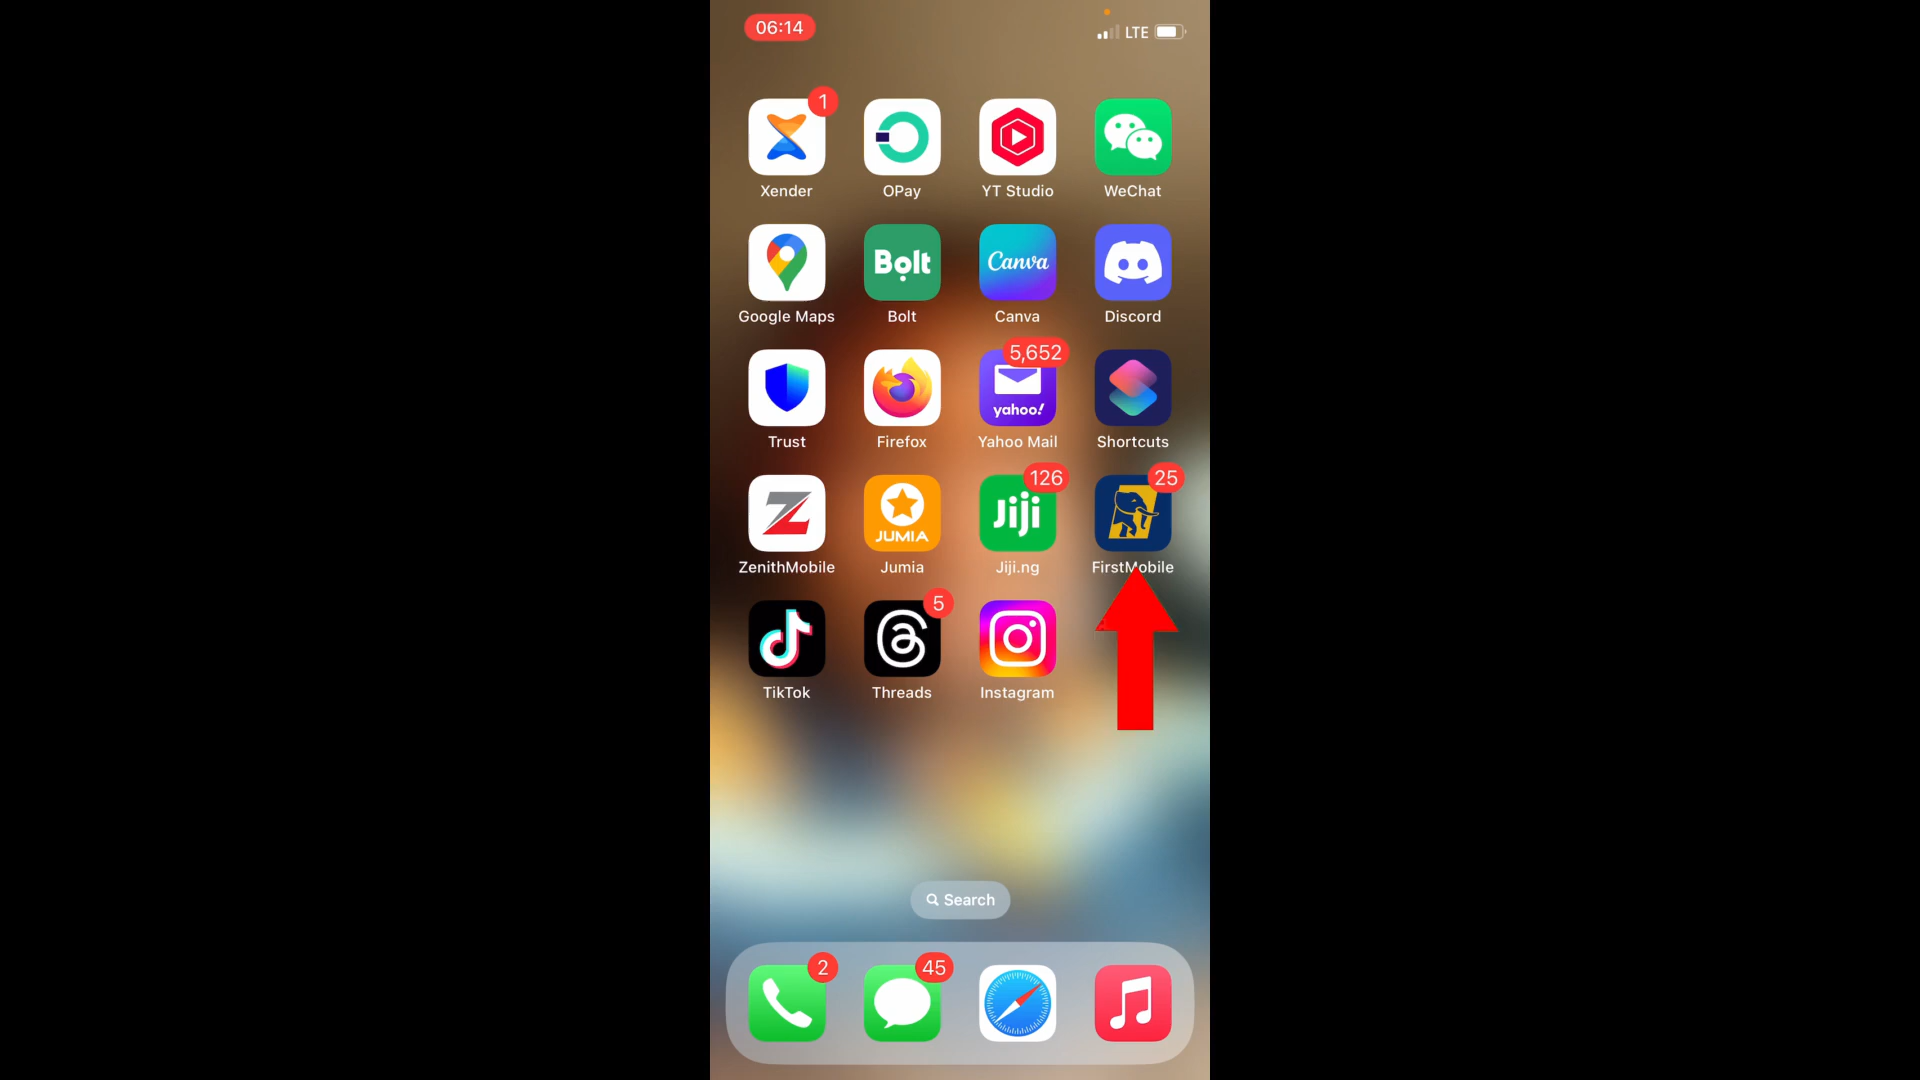 06:14
LTE
1
Xender
OPay
YT Studio
WeChat
Bolt
Canva
Google Maps
Bolt
Canva
Discord
5,652
yahoo!
Trust
Firefox
Yahoo Mail
Shortcuts
126
25
JUMIA
Jiji
ZenithMobile
Jumia
Jiji.ng
FirstMobile
5
TikTok
Threads
Instagram
Search
2
45